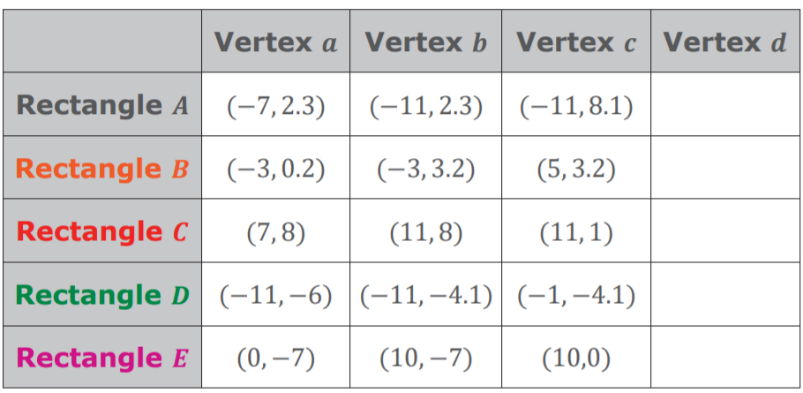 Vertex a Vertex b Vertex c Vertex d
Rectangle A (−7, 2.3) (−11, 2.3) (−11, 8.1)
Rectangle B (−3, 0.2) (−3, 3.2) (5, 3.2)
Rectangle C (7, 8) (11, 8) (11, 1)
Rectangle D (−11, −6) (−11, −4.1) (−1, −4.1)
Rectangle E (0, −7) (10, −7) (10,0)